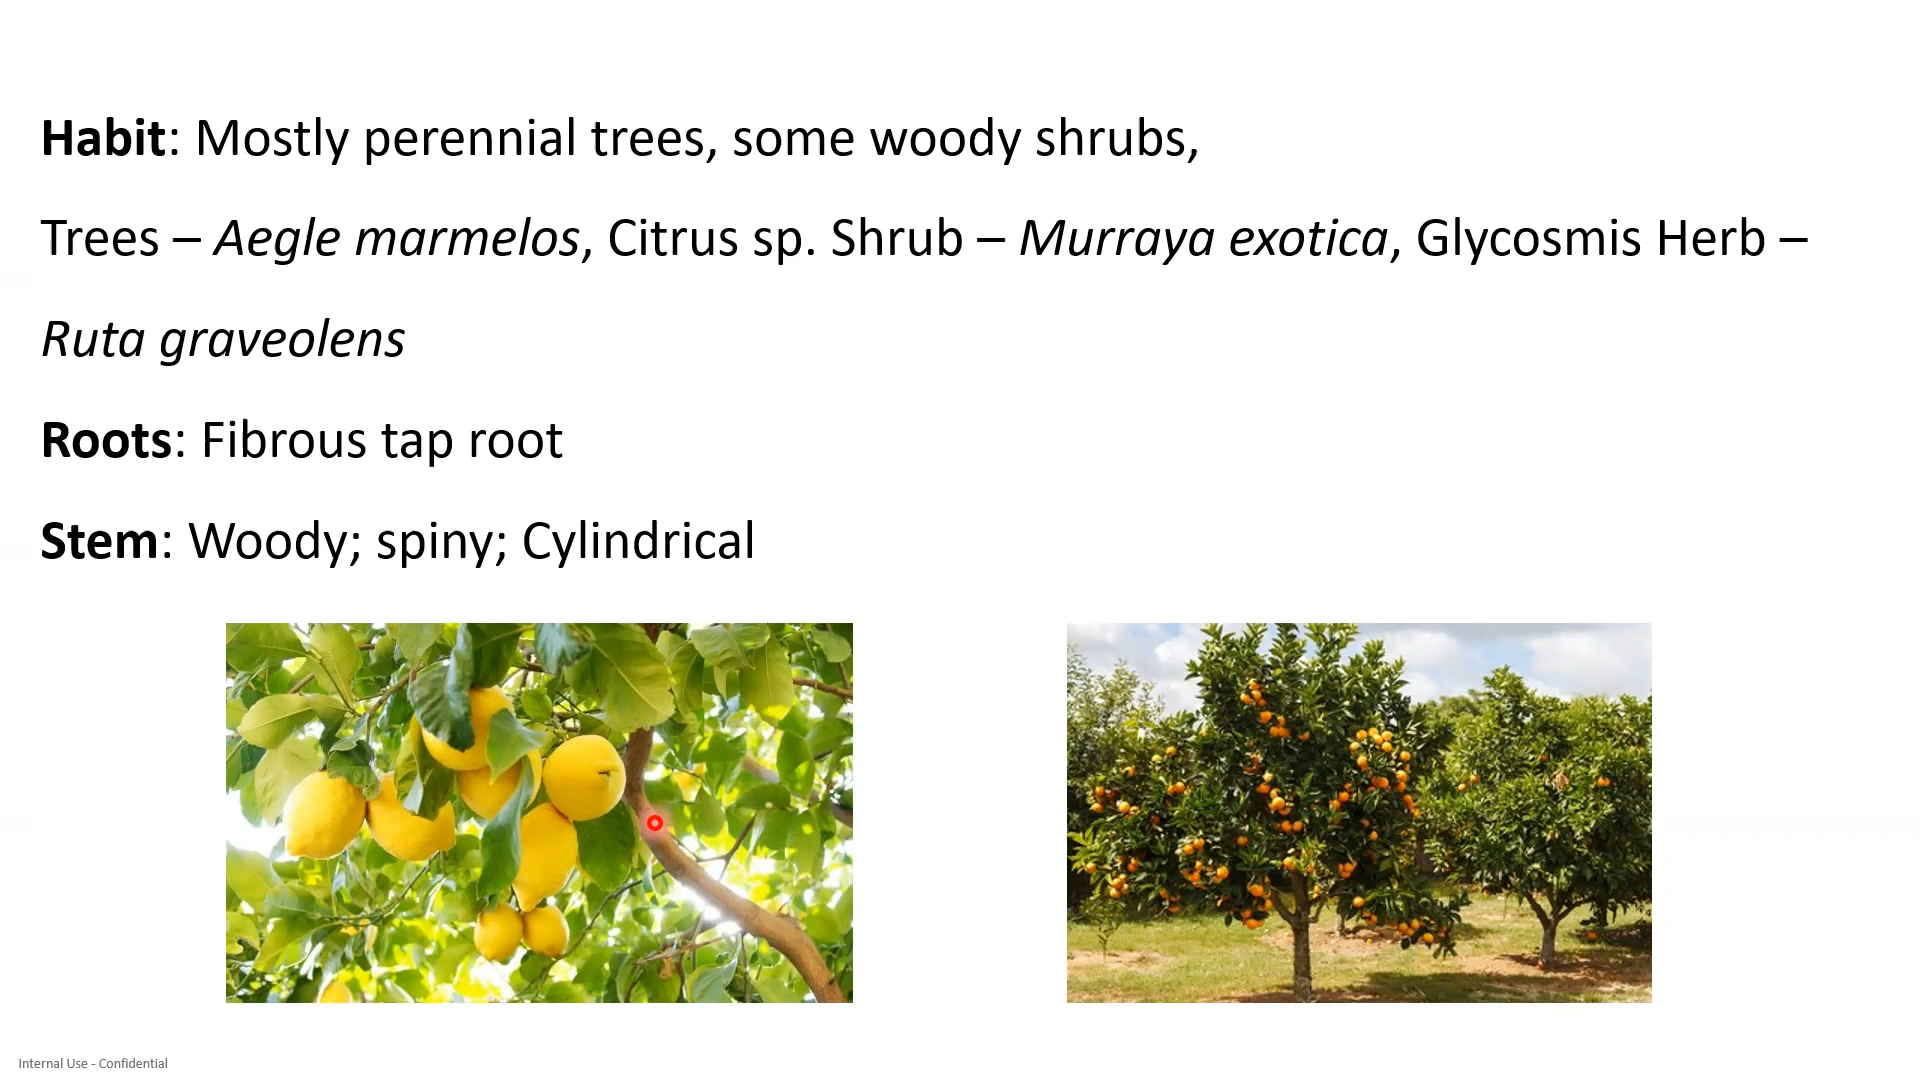 Habit: Mostly perennial trees, some woody shrubs,
Trees – Aegle marmelos, Citrus sp. Shrub – Murraya exotica, Glycosmis Herb –
Ruta graveolens
Roots: Fibrous tap root
Stem: Woody; spiny; Cylindrical
Internal Use - Confidential